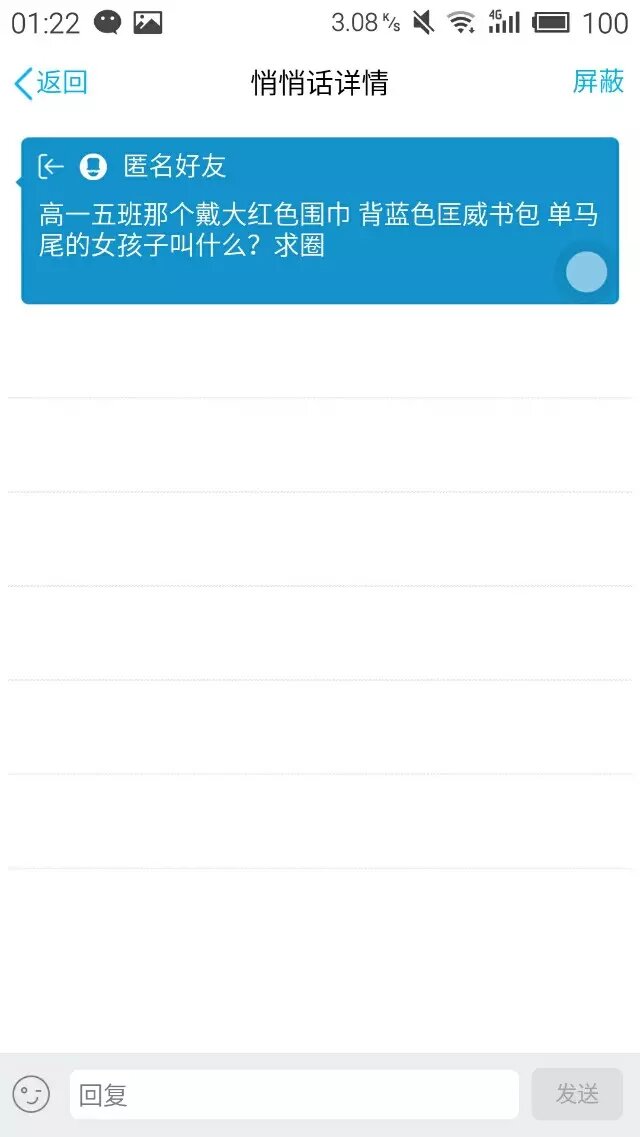 01:22 3.08 K/s 4G 100
返回 悄悄话详情 屏蔽
匿名好友
高一五班那个戴大红色围巾 背蓝色匡威书包 单马
尾的女孩子叫什么？求圈
回复 发送